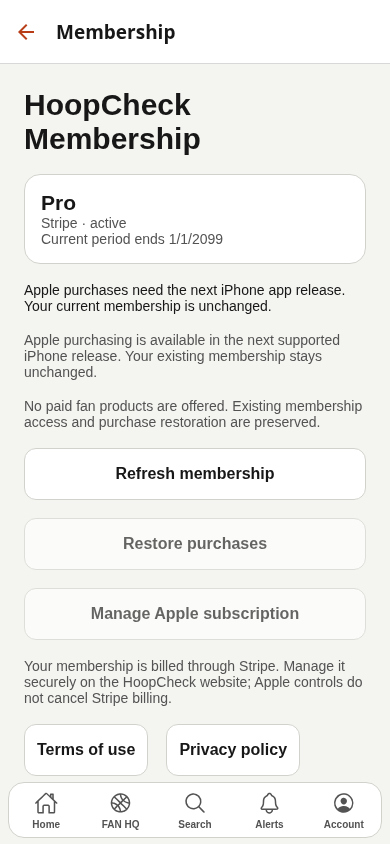 Membership
HoopCheck
Membership
Pro
Stripe · active
Current period ends 1/1/2099
Apple purchases need the next iPhone app release.
Your current membership is unchanged.
Apple purchasing is available in the next supported
iPhone release. Your existing membership stays
unchanged.
No paid fan products are offered. Existing membership
access and purchase restoration are preserved.
Refresh membership
Restore purchases
Manage Apple subscription
Your membership is billed through Stripe. Manage it
securely on the HoopCheck website; Apple controls do
not cancel Stripe billing.
Terms of use Privacy policy
Home FAN HQ Search Alerts Account